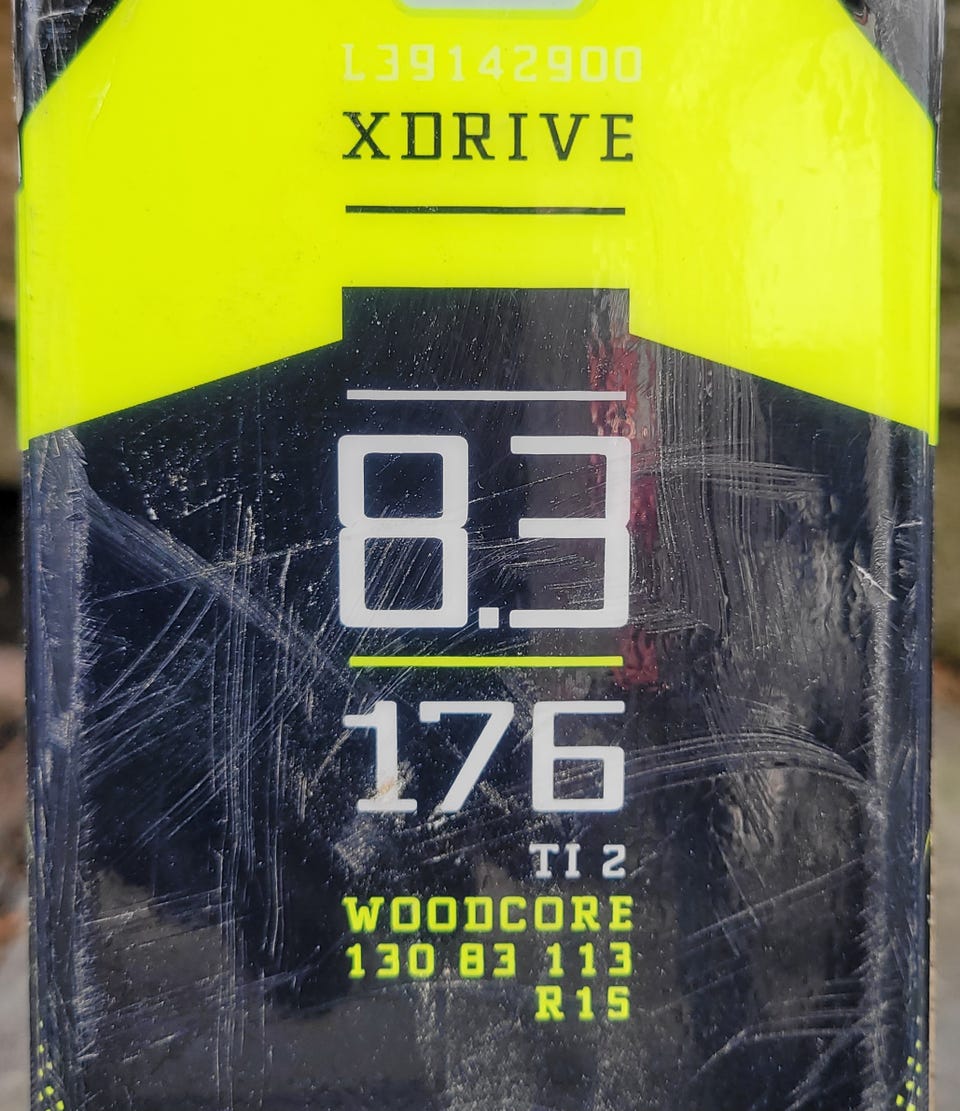 L39142900
XDRIVE
8.3
176
TI 2
WOODCORE
130 83 113
R15